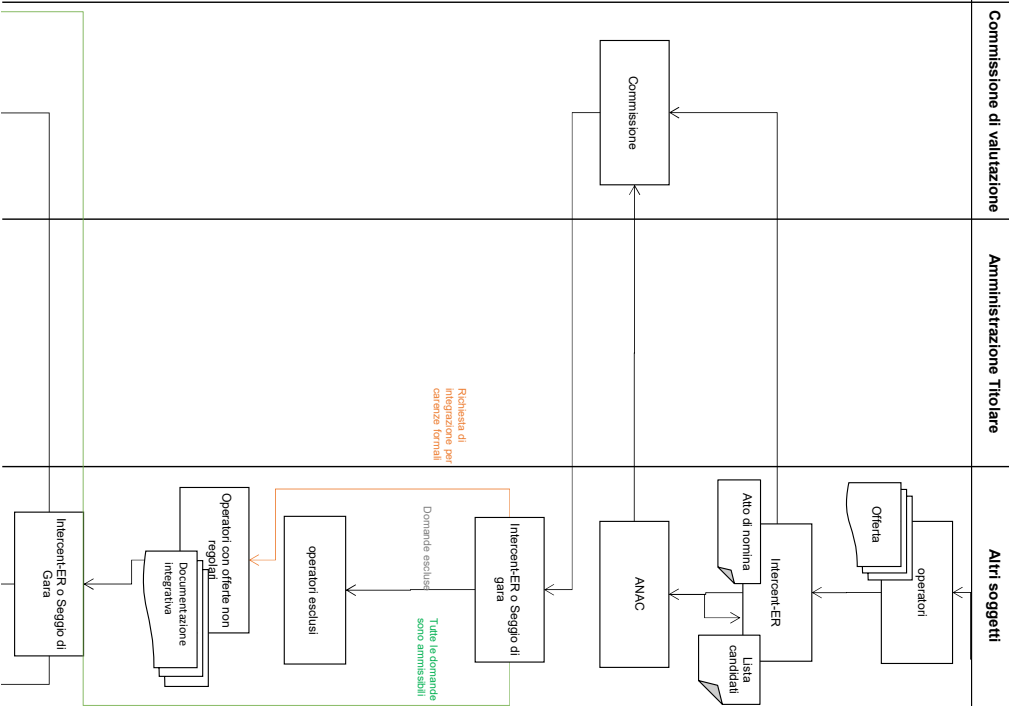 Commissione di valutazione
Amministrazione Titolare
Altri soggetti
operatori
Offerta
Intercent-ER
Atto di nomina
Lista
candidati
ANAC
Commissione
Intercent-ER o Seggio di
gara
Richiesta di
integrazione per
carenze formali
Domande escluse
Tutte le domande
sono ammissibili
operatori esclusi
Operatori con offerte non
regolari
Documentazione
integrativa
Intercent-ER o Seggio di
Gara